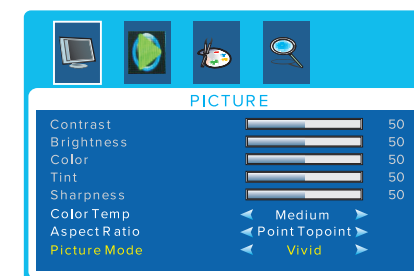 PICTURE
Contrast 50
Brightness 50
Color 50
Tint 50
Sharpness 50
Color Temp Medium
Aspect Ratio Point Topoint
Picture Mode Vivid